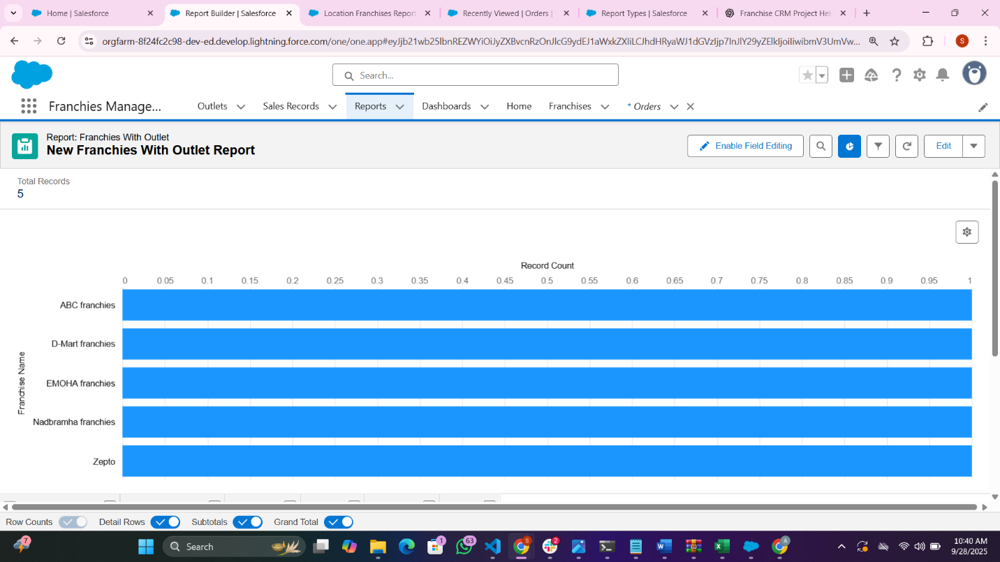 Home | Salesforce
Report Builder | Salesforce
Location Franchises Report
Recently Viewed | Orders |
Report Types | Salesforce
Franchise CRM Project Hel
orgfarm-8f24fc2c98-dev-ed.develop.lightning.force.com/one/one.app#eyJjb21wb25lbnREZWYiOiJyZXBvcnRzOnJlcG9ydEJ1aWxkZXIiLCJhdHRyaWJ1dGVzIjp7InJlY29yZElkIjoiIiwibmV3UmVw...
S
Search...
Franchies Manage...
Outlets
Sales Records
Reports
Dashboards
Home
Franchises
* Orders
Report: Franchies With Outlet
New Franchies With Outlet Report
Enable Field Editing
Edit
Total Records
5
Record Count
0 0.05 0.1 0.15 0.2 0.25 0.3 0.35 0.4 0.45 0.5 0.55 0.6 0.65 0.7 0.75 0.8 0.85 0.9 0.95 1
Franchise Name
ABC franchies
D-Mart franchies
EMOHA franchies
Nadbramha franchies
Zepto
Row Counts
Detail Rows
Subtotals
Grand Total
7
Search
1
63
S
2
A
10:40 AM
9/28/2025